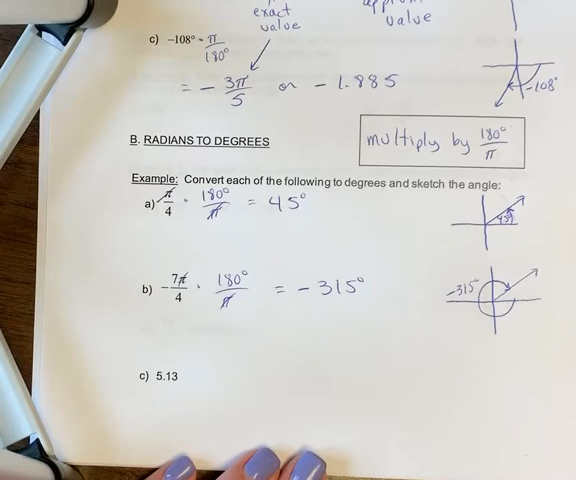 exact
value
approx
value
c) -108° · π/180°
= - 3π/5 or - 1.885
-108°
B. RADIANS TO DEGREES
multiply by 180°/π
Example: Convert each of the following to degrees and sketch the angle:
a) π/4 · 180°/π = 45°
45°
b) -7π/4 · 180°/π = - 315°
-315°
c) 5.13